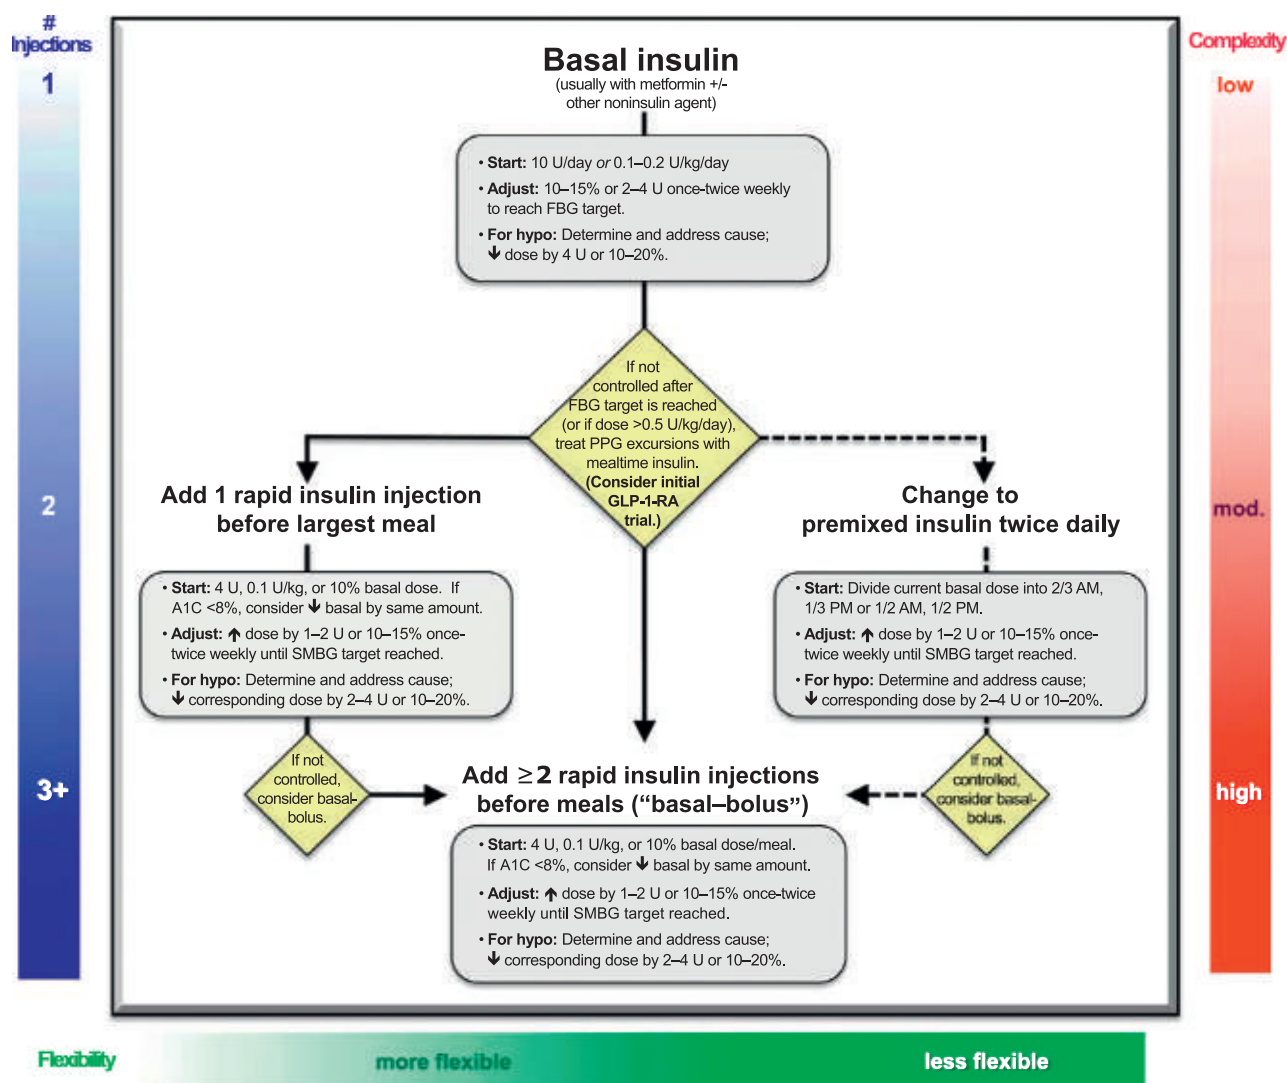 #
Injections
Complexity
1
low
Basal insulin
(usually with metformin +/-
other noninsulin agent)
• Start: 10 U/day or 0.1–0.2 U/kg/day
• Adjust: 10–15% or 2–4 U once-twice weekly
to reach FBG target.
• For hypo: Determine and address cause;
↓ dose by 4 U or 10–20%.
If not
controlled after
FBG target is reached
(or if dose >0.5 U/kg/day),
treat PPG excursions with
mealtime insulin.
(Consider initial
GLP-1-RA
trial.)
2
mod.
Add 1 rapid insulin injection
before largest meal
• Start: 4 U, 0.1 U/kg, or 10% basal dose. If
A1C <8%, consider ↓ basal by same amount.
• Adjust: ↑ dose by 1–2 U or 10–15% once-
twice weekly until SMBG target reached.
• For hypo: Determine and address cause;
↓ corresponding dose by 2–4 U or 10–20%.
If not
controlled,
consider basal-
bolus.
Change to
premixed insulin twice daily
• Start: Divide current basal dose into 2/3 AM,
1/3 PM or 1/2 AM, 1/2 PM.
• Adjust: ↑ dose by 1–2 U or 10–15% once-
twice weekly until SMBG target reached.
• For hypo: Determine and address cause;
↓ corresponding dose by 2–4 U or 10–20%.
If not
controlled,
consider basal-
bolus.
3+
high
Add ≥2 rapid insulin injections
before meals (“basal–bolus”)
• Start: 4 U, 0.1 U/kg, or 10% basal dose/meal.
If A1C <8%, consider ↓ basal by same amount.
• Adjust: ↑ dose by 1–2 U or 10–15% once-twice
weekly until SMBG target reached.
• For hypo: Determine and address cause;
↓ corresponding dose by 2–4 U or 10–20%.
Flexibility
more flexible
less flexible